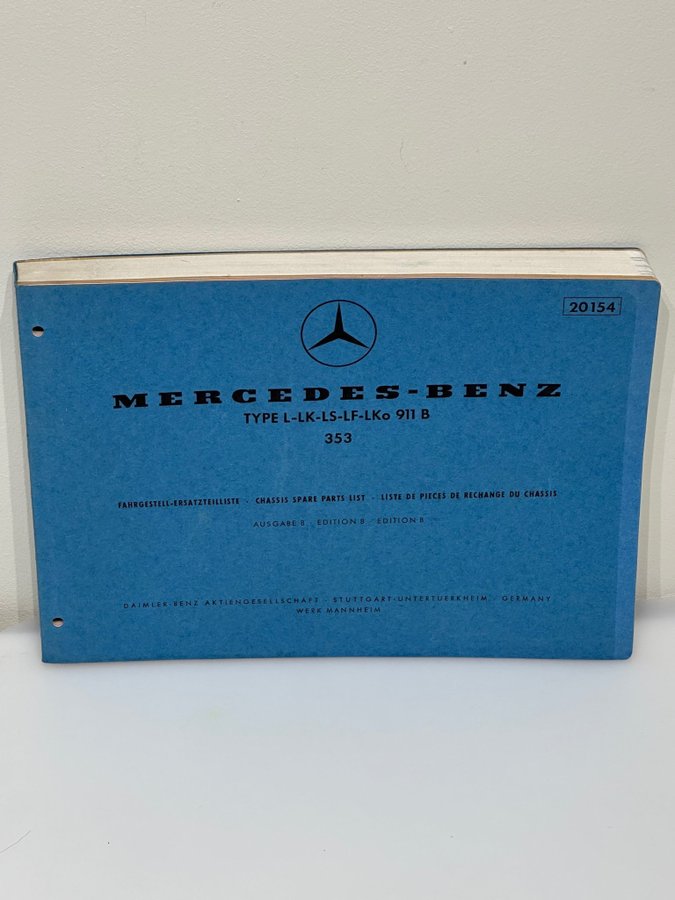 20154
MERCEDES-BENZ
TYPE L-LK-LS-LF-LKo 911 B
353
FAHRGESTELL-ERSATZTEILLISTE · CHASSIS SPARE PARTS LIST · LISTE DE PIECES DE RECHANGE DU CHASSIS
AUSGABE B · EDITION B · EDITION B
DAIMLER-BENZ AKTIENGESELLSCHAFT · STUTTGART-UNTERTUERKHEIM · GERMANY
WERK MANNHEIM